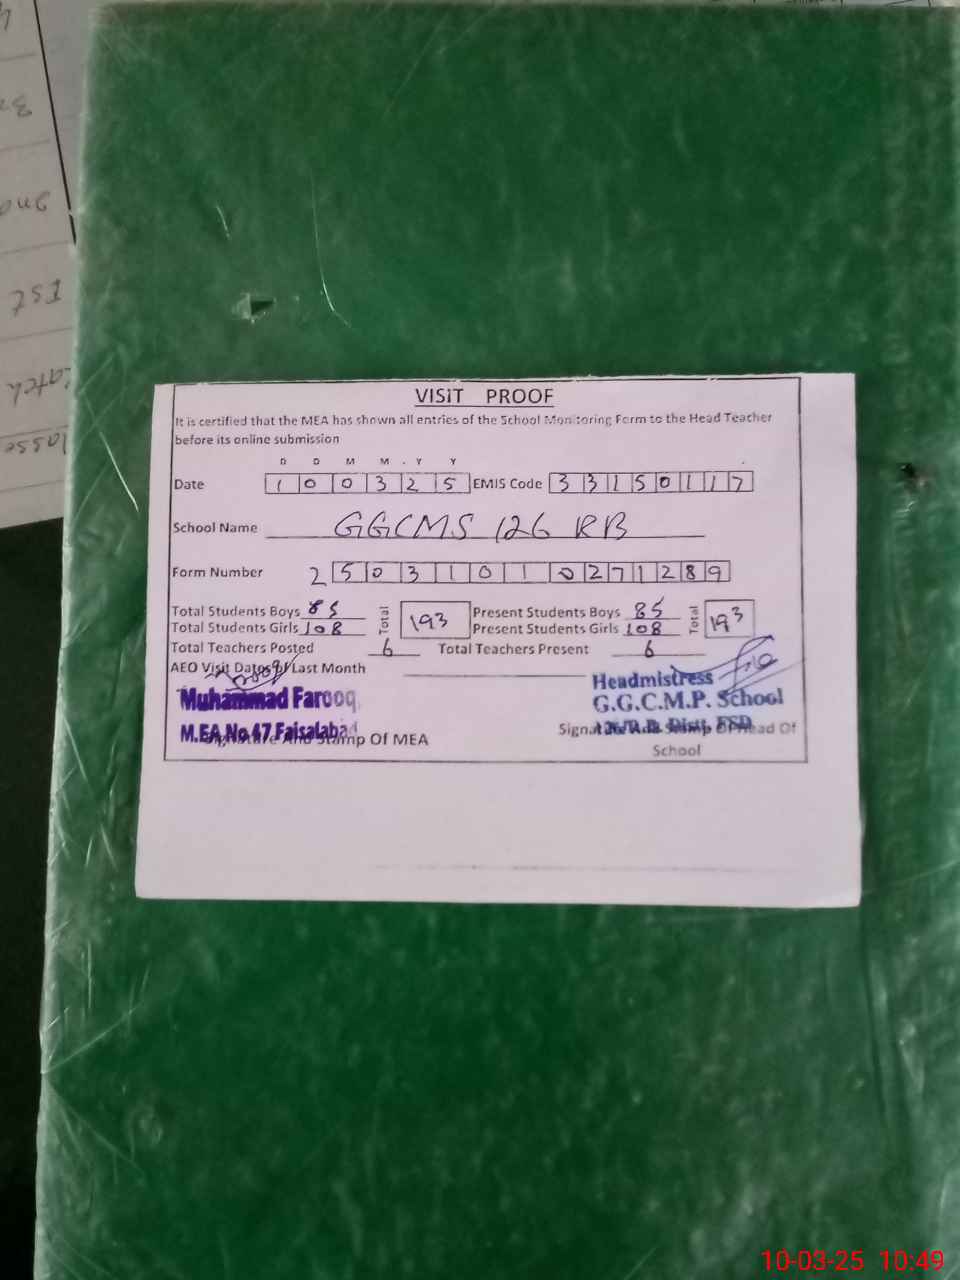 VISIT PROOF
It is certified that the MEA has shown all entries of the School Monitoring Form to the Head Teacher
before its online submission
D D M M Y Y
Date 1 0 0 3 2 5 EMIS Code 3 3 1 5 0 1 1 7
School Name GGCMS 126 RB
Form Number 2 5 0 3 1 0 1 0 2 7 1 2 8 9
Total Students Boys 85 Total 193 Present Students Boys 85 Total 193
Total Students Girls 108 Present Students Girls 108
Total Teachers Posted 6 Total Teachers Present 6
AEO Visit Dates of Last Month
Muhammad Farooq
M.EA No 47 Faisalabad
Signature And Stamp Of MEA
Headmistress
G.G.C.M.P. School
126/R.B. Distt. FSD
Signature And Stamp Of Head Of
School
Ist
10-03-25 10:49